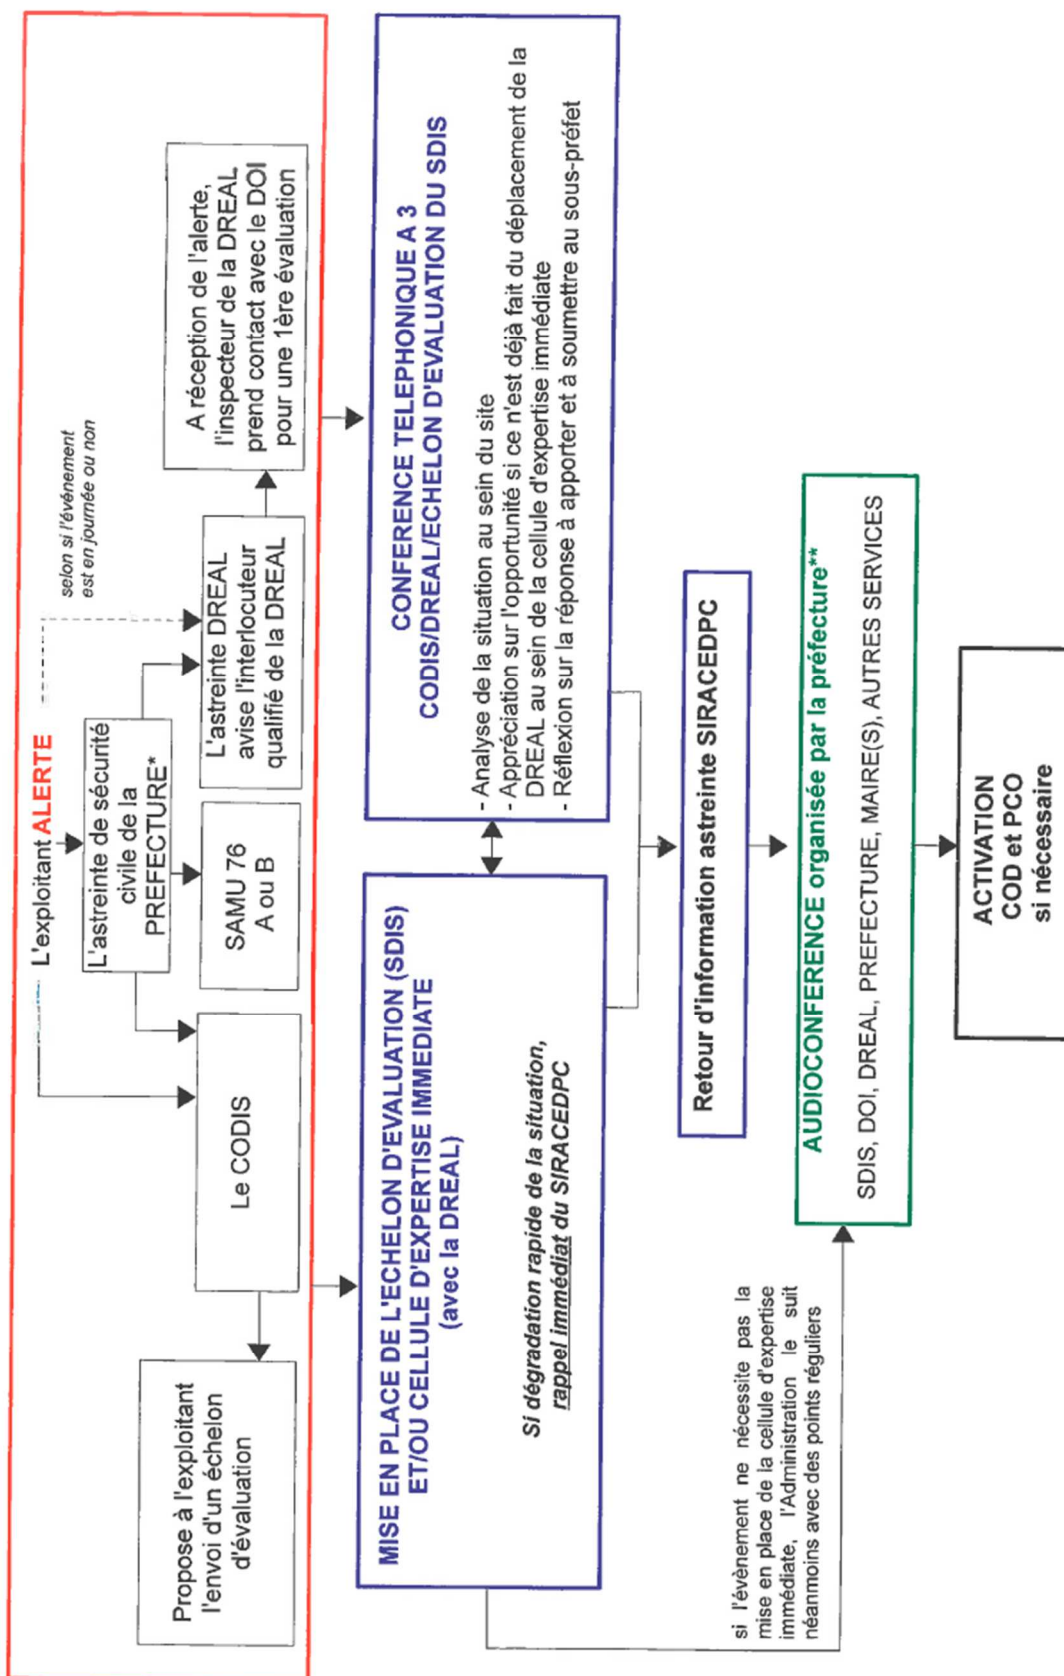 L'exploitant ALERTE
selon si l'événement
est en journée ou non
L'astreinte de sécurité
civile de la
PREFECTURE*
Propose à l'exploitant
l'envoi d'un échelon
d'évaluation
Le CODIS
SAMU 76
A ou B
L'astreinte DREAL
avise l'interlocuteur
qualifié de la DREAL
A réception de l'alerte,
l'inspecteur de la DREAL
prend contact avec le DOI
pour une 1ère évaluation
MISE EN PLACE DE L'ECHELON D'EVALUATION (SDIS)
ET/OU CELLULE D'EXPERTISE IMMEDIATE
(avec la DREAL)
Si dégradation rapide de la situation,
rappel immédiat du SIRACEDPC
CONFERENCE TELEPHONIQUE A 3
CODIS/DREAL/ECHELON D'EVALUATION DU SDIS
- Analyse de la situation au sein du site
- Appréciation sur l'opportunité si ce n'est déjà fait du déplacement de la
DREAL au sein de la cellule d'expertise immédiate
- Réflexion sur la réponse à apporter et à soumettre au sous-préfet
Retour d'information astreinte SIRACEDPC
si l'évènement ne nécessite pas la
mise en place de la cellule d'expertise
immédiate, l'Administration le suit
néanmoins avec des points réguliers
AUDIOCONFERENCE organisée par la préfecture**
SDIS, DOI, DREAL, PREFECTURE, MAIRE(S), AUTRES SERVICES
ACTIVATION
COD et PCO
si nécessaire